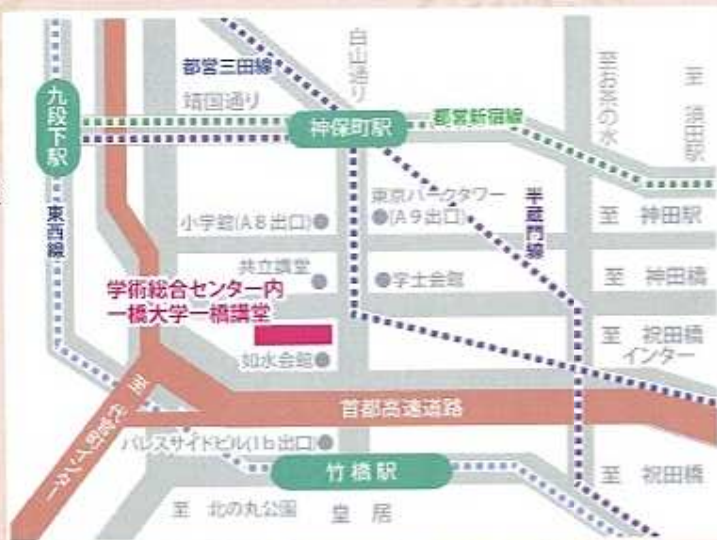 都営三田線
白山通り
靖国通り
九段下駅
神保町駅
都営新宿線
至お茶の水
至 須田駅
東西線
小学館(A8出口)
東京パークタワー
(A9出口)
半蔵門線
至 神田駅
共立講堂
学士会館
至 神田橋
学術総合センター内
一橋大学一橋講堂
如水会館
至 祝田橋
インター
首都高速道路
至 代官町インター
パレスサイドビル(1b出口)
竹橋駅
至 祝田橋
至 北の丸公園
皇居